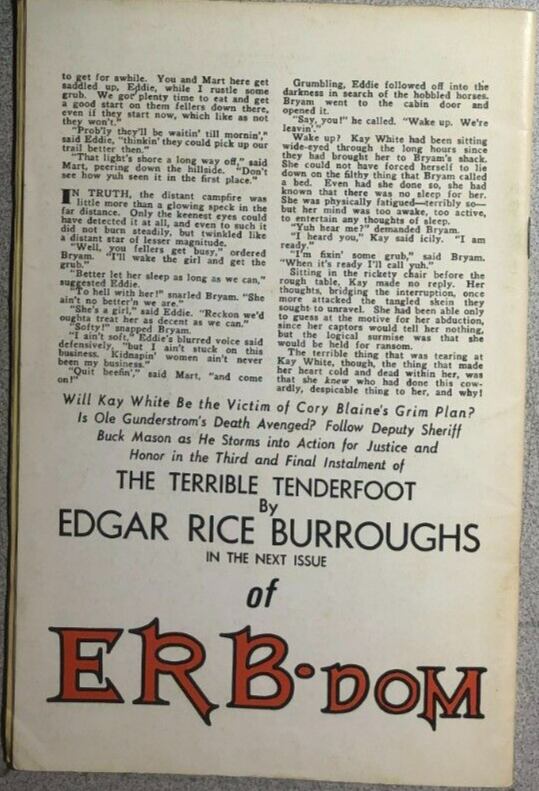 to get for awhile. You and Mart here get
saddled up, Eddie, while I rustle some
grub. We got plenty time to eat and get
a good start on them fellers down there,
even if they start now, which like as not
they won't."
"Prob'ly they'll be waitin' till mornin',"
said Eddie, "thinkin' they could pick up our
trail better then."
"That light's shore a long way off," said
Mart, peering down the hillside. "Don't
see how yuh seen it in the first place."
IN TRUTH, the distant campfire was
little more than a glowing speck in the
far distance. Only the keenest eyes could
have detected it at all, and even to such it
did not burn steadily, but twinkled like
a distant star of lesser magnitude.
"Well, you fellers get busy," ordered
Bryam. "I'll wake the girl and get the
grub."
"Better let her sleep as long as we can,"
suggested Eddie.
"To hell with her!" snarled Bryam. "She
ain't no better'n we are."
"She's a girl," said Eddie. "Reckon we'd
oughta treat her as decent as we can."
"Softy!" snapped Bryam.
"I ain't soft," Eddie's blurred voice said
defensively, "but I ain't stuck on this
business. Kidnapin' women ain't never
been my business."
"Quit beefin'," said Mart, "and come
on!"
Grumbling, Eddie followed off into the
darkness in search of the hobbled horses.
Bryam went to the cabin door and
opened it.
"Say, you!" he called. "Wake up. We're
leavin'."
Wake up? Kay White had been sitting
wide-eyed through the long hours since
they had brought her to Bryam's shack.
She could not have forced herself to lie
down on the filthy thing that Bryam called
a bed. Even had she done so, she had
known that there was no sleep for her.
She was physically fatigued—terribly so—
but her mind was too awake, too active,
to entertain any thoughts of sleep.
"Yuh hear me?" demanded Bryam.
"I heard you," Kay said icily. "I am
ready."
"I'm fixin' some grub," said Bryam.
"When it's ready I'll call yuh."
Sitting in the rickety chair before the
rough table, Kay made no reply. Her
thoughts, bridging the interruption, once
more attacked the tangled skein they
sought to unravel. She had been able only
to guess at the motive for her abduction,
since her captors would tell her nothing,
but the logical surmise was that she
would be held for ransom.
The terrible thing that was tearing at
Kay White, though, the thing that made
her heart cold and dead within her, was
that she knew who had done this cow-
ardly, despicable thing to her, and why!
Will Kay White Be the Victim of Cory Blaine's Grim Plan?
Is Ole Gunderstrom's Death Avenged? Follow Deputy Sheriff
Buck Mason as He Storms into Action for Justice and
Honor in the Third and Final Instalment of
THE TERRIBLE TENDERFOOT
By
EDGAR RICE BURROUGHS
IN THE NEXT ISSUE
of
ERB-DOM